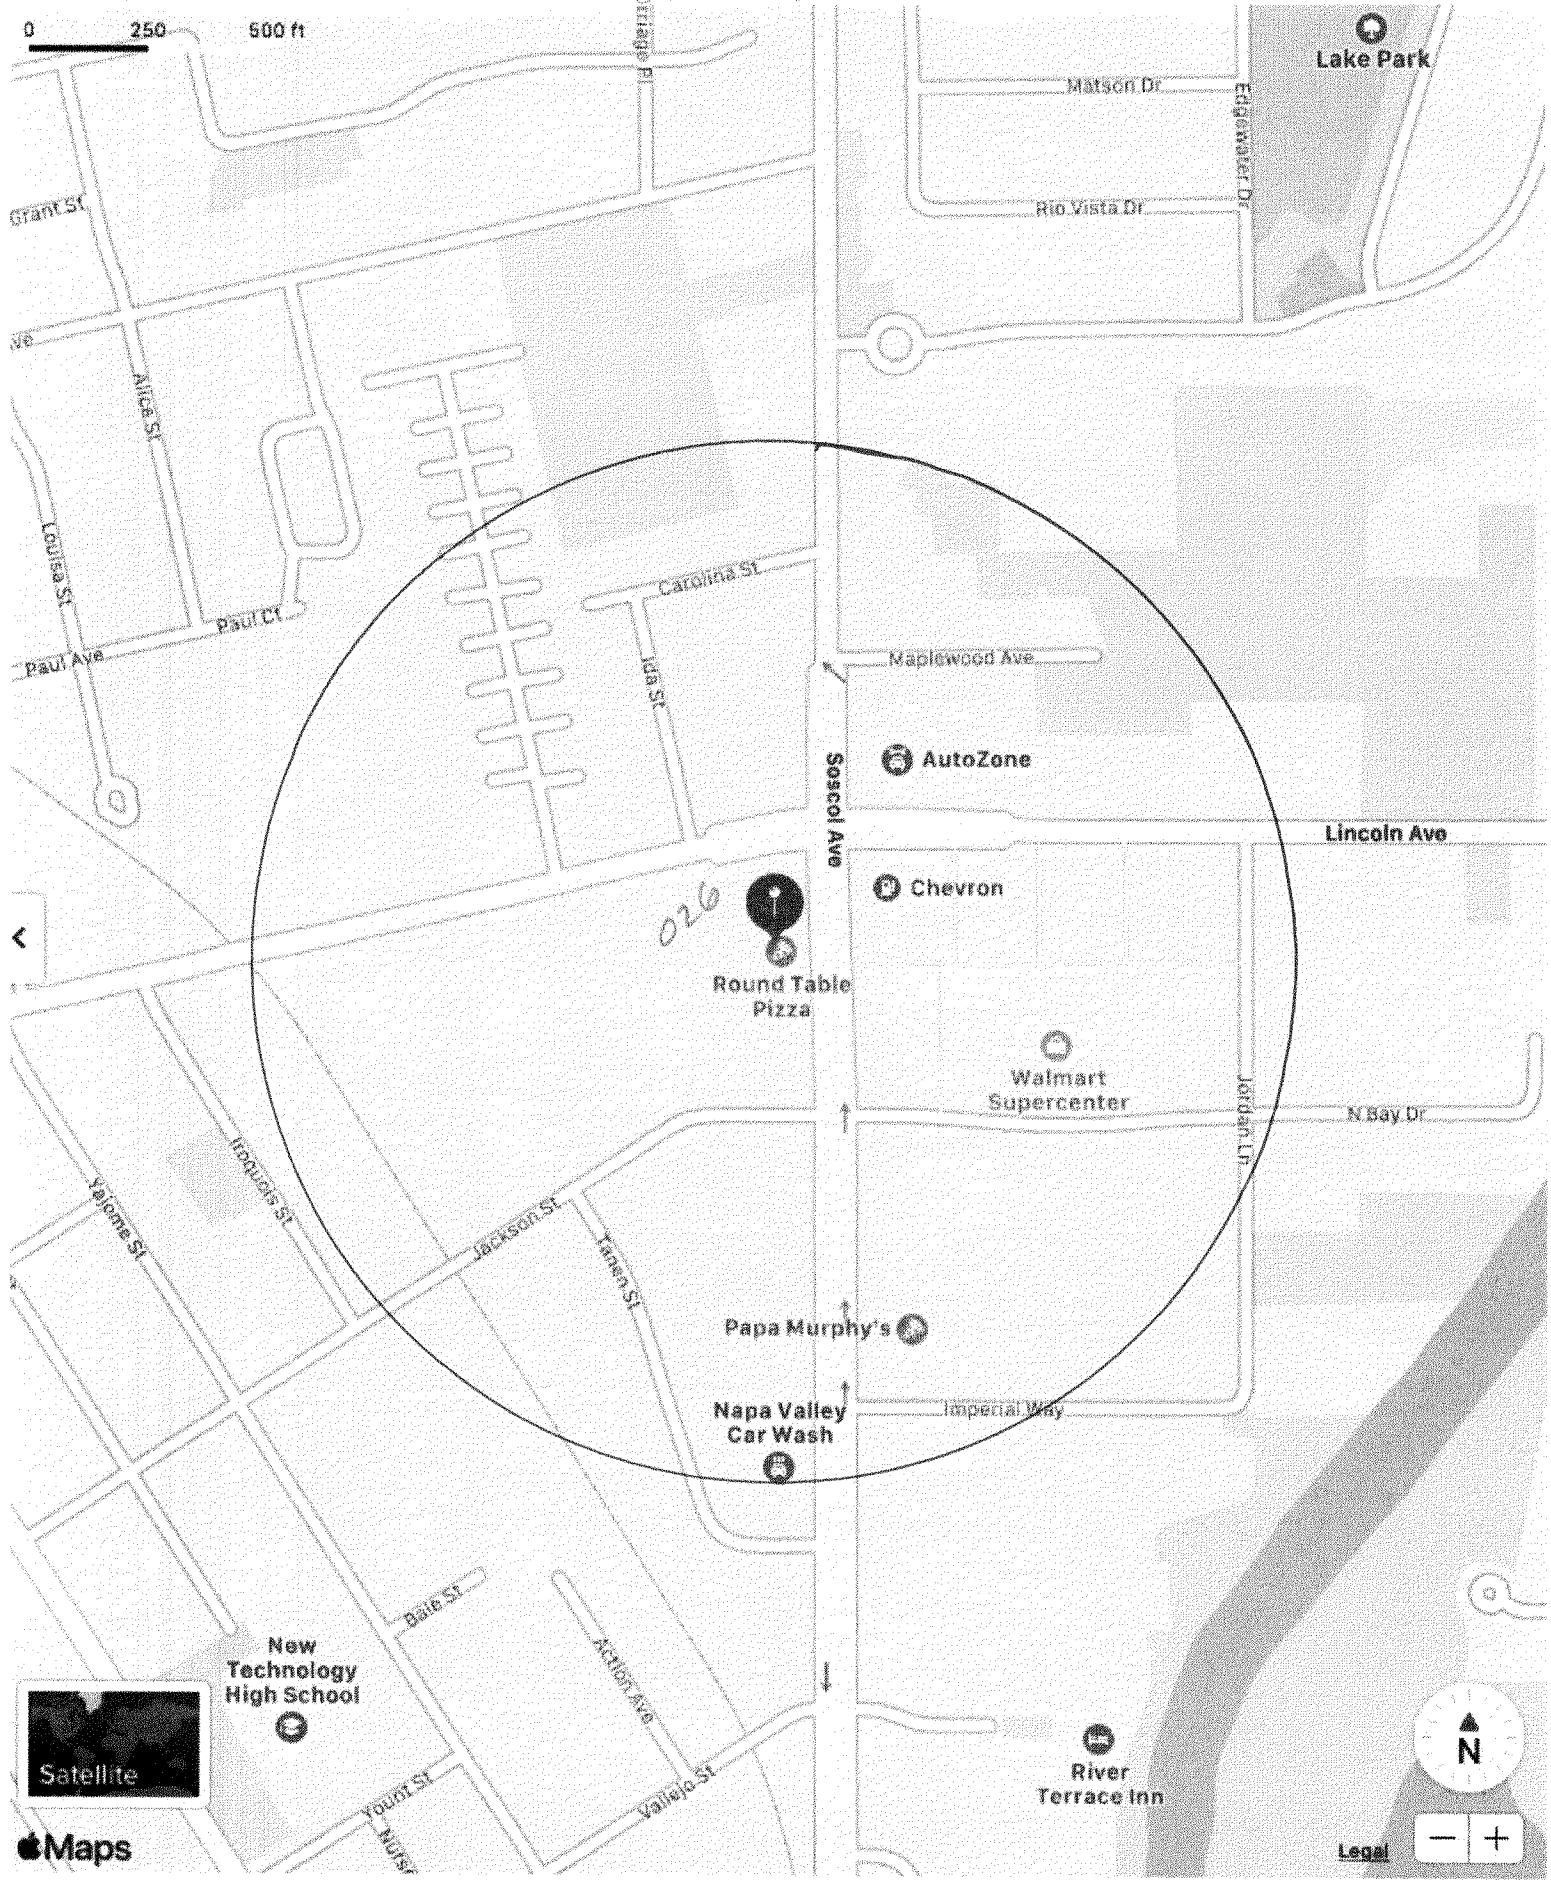 0 250 500 ft
Lake Park
Matson Dr
Edgewater Dr
Grant St
Rio Vista Dr
Alice St
Louisa St
Carolina St
Paul Ct
Paul Ave
Ida St
Maplewood Ave
AutoZone
Soscol Ave
Lincoln Ave
Chevron
026
Round Table
Pizza
Walmart
Supercenter
Jordan Ln
N Bay Dr
Iroquois St
Yajome St
Jackson St
Tanen St
Papa Murphy's
Napa Valley
Car Wash
Imperial Way
Bale St
Action Ave
New
Technology
High School
Satellite
Yount St
Vallejo St
River
Terrace Inn
N
Maps
Legal
− +